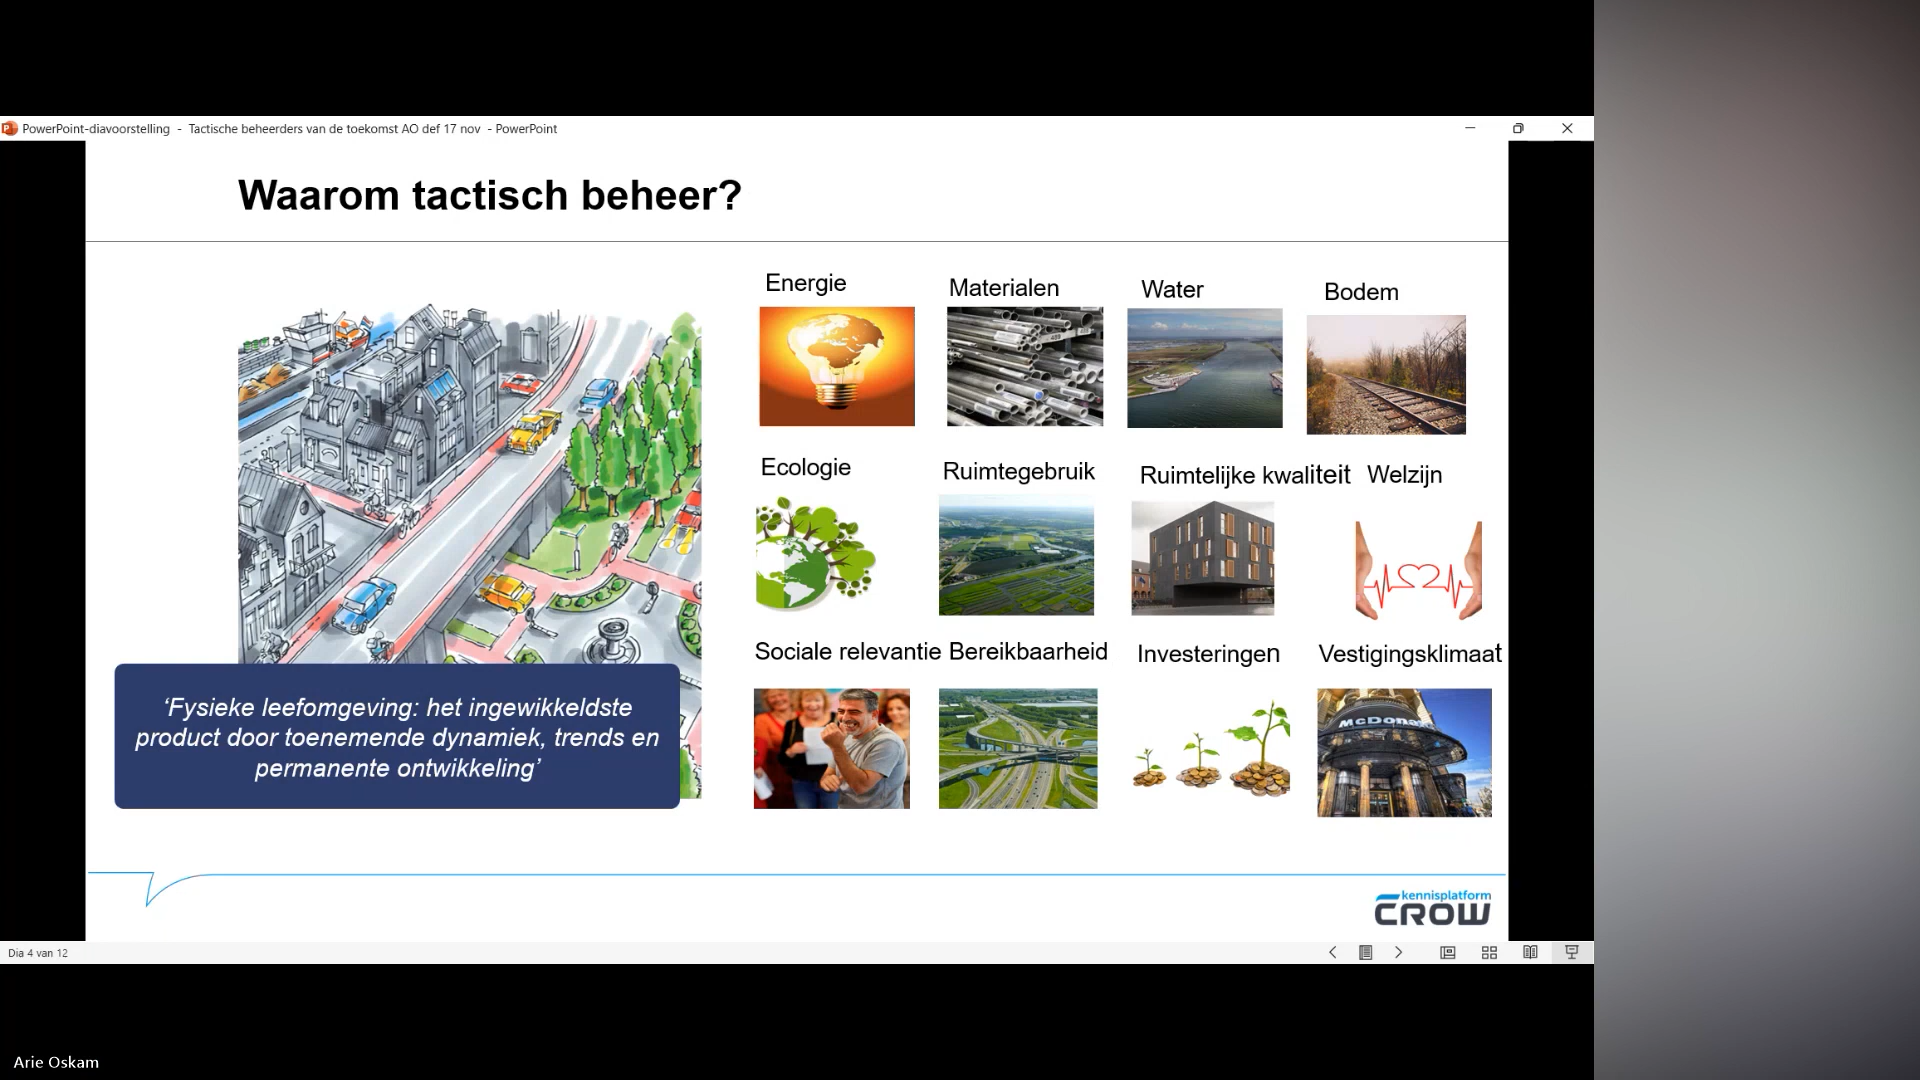 PowerPoint-diavoorstelling - Tactische beheerders van de toekomst AO def 17 nov - PowerPoint
Waarom tactisch beheer?
Energie
Materialen
Water
Bodem
Ecologie
Ruimtegebruik
Ruimtelijke kwaliteit
Welzijn
Sociale relevantie
Bereikbaarheid
Investeringen
Vestigingsklimaat
McDona
‘Fysieke leefomgeving: het ingewikkeldste
product door toenemende dynamiek, trends en
permanente ontwikkeling’
kennisplatform
CROW
Dia 4 van 12
Arie Oskam